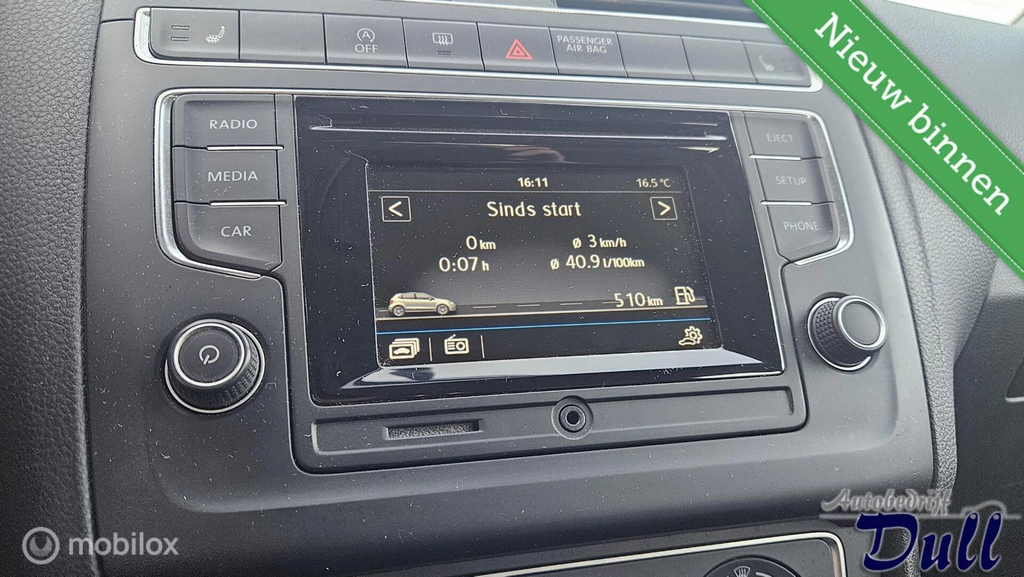 A OFF
PASSENGER
AIR BAG
Nieuw binnen
RADIO
MEDIA
CAR
EJECT
SETUP
PHONE
16:11 16.5 °C
< Sinds start >
0 km ø 3 km/h
0:07 h ø 40.9 l/100km
510 km
mobilox
Autobedrijf
Dull